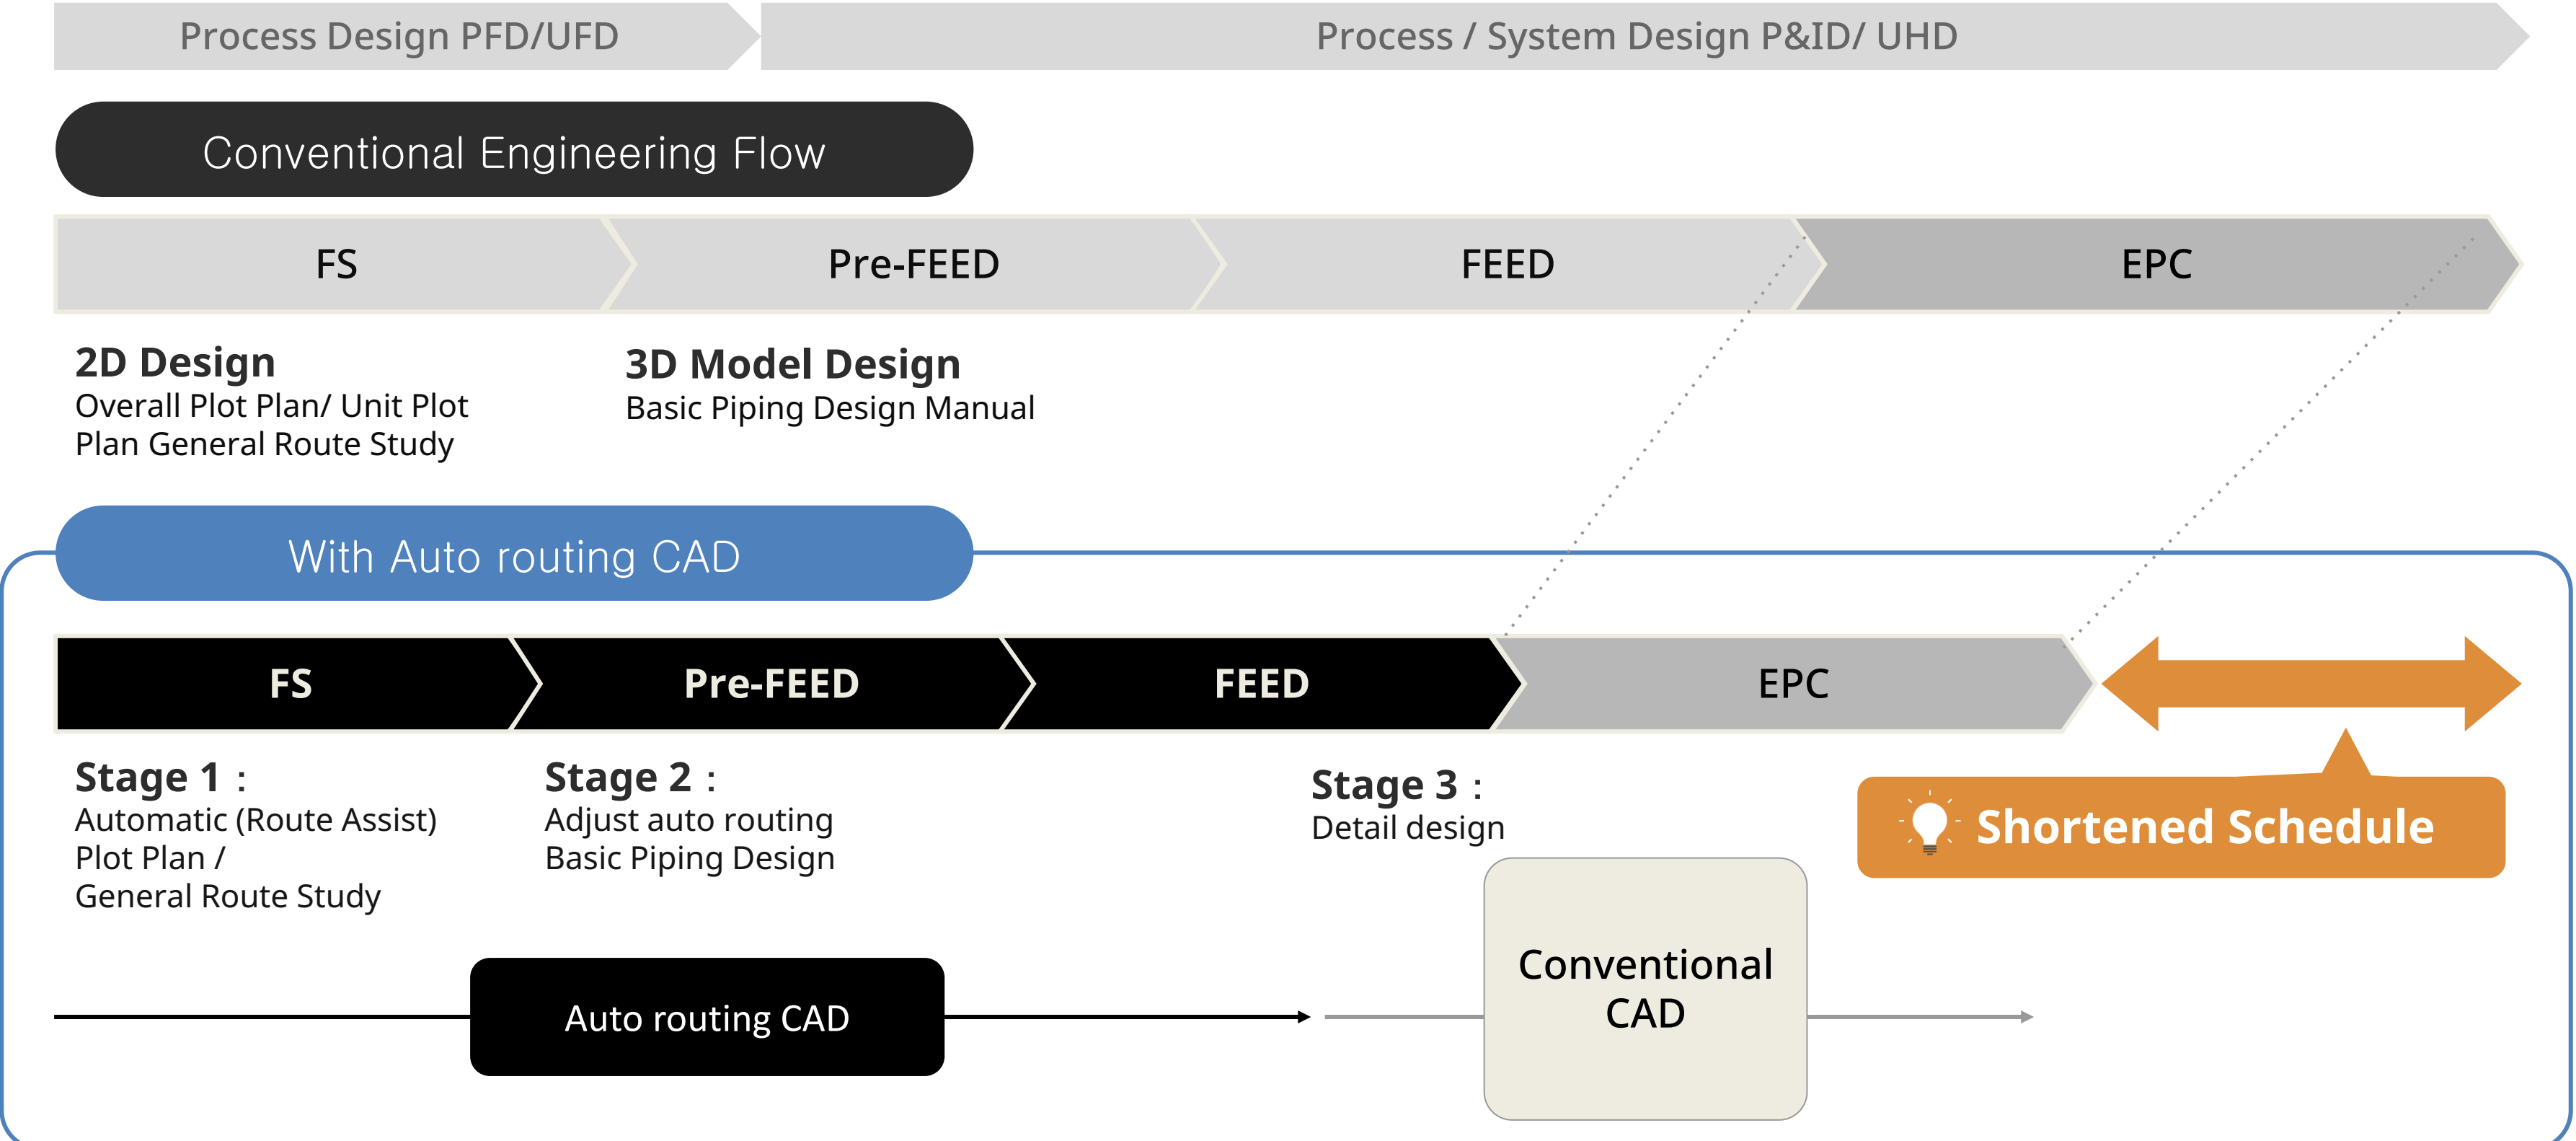 Process Design PFD/UFD
Process / System Design P&ID/ UHD
Conventional Engineering Flow
FS
Pre-FEED
FEED
EPC
2D Design
Overall Plot Plan/ Unit Plot
Plan General Route Study
3D Model Design
Basic Piping Design Manual
With Auto routing CAD
FS
Pre-FEED
FEED
EPC
Stage 1 :
Automatic (Route Assist)
Plot Plan /
General Route Study
Stage 2 :
Adjust auto routing
Basic Piping Design
Stage 3 :
Detail design
Shortened Schedule
Auto routing CAD
Conventional
CAD